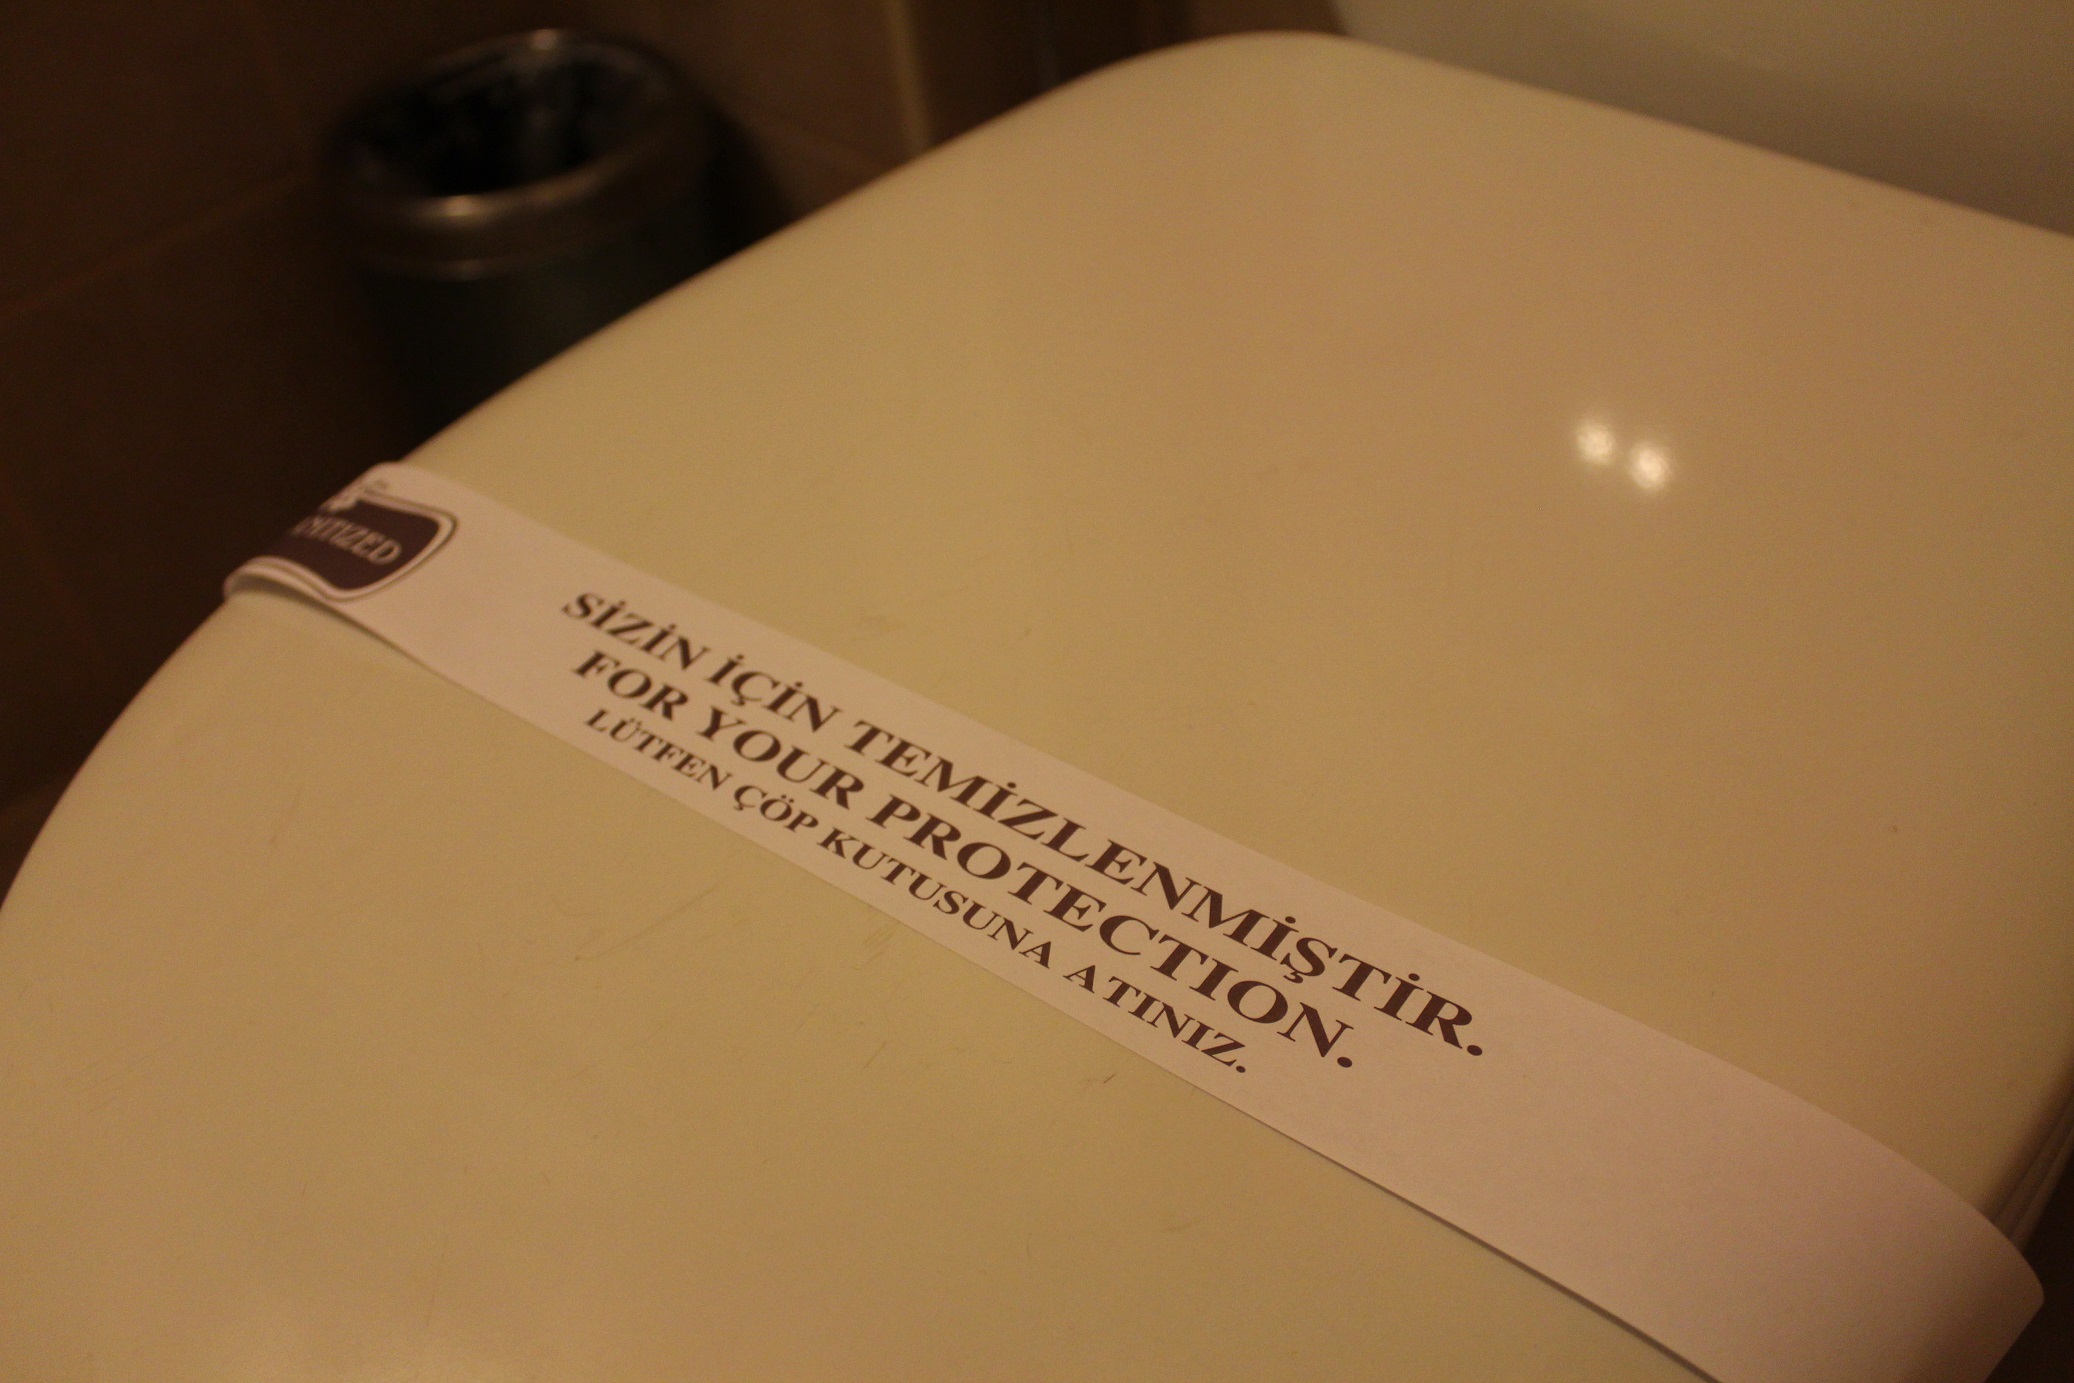 SİZİN İÇİN TEMİZLENMİŞTİR.
FOR YOUR PROTECTION.
LÜTFEN ÇÖP KUTUSUNA ATINIZ.